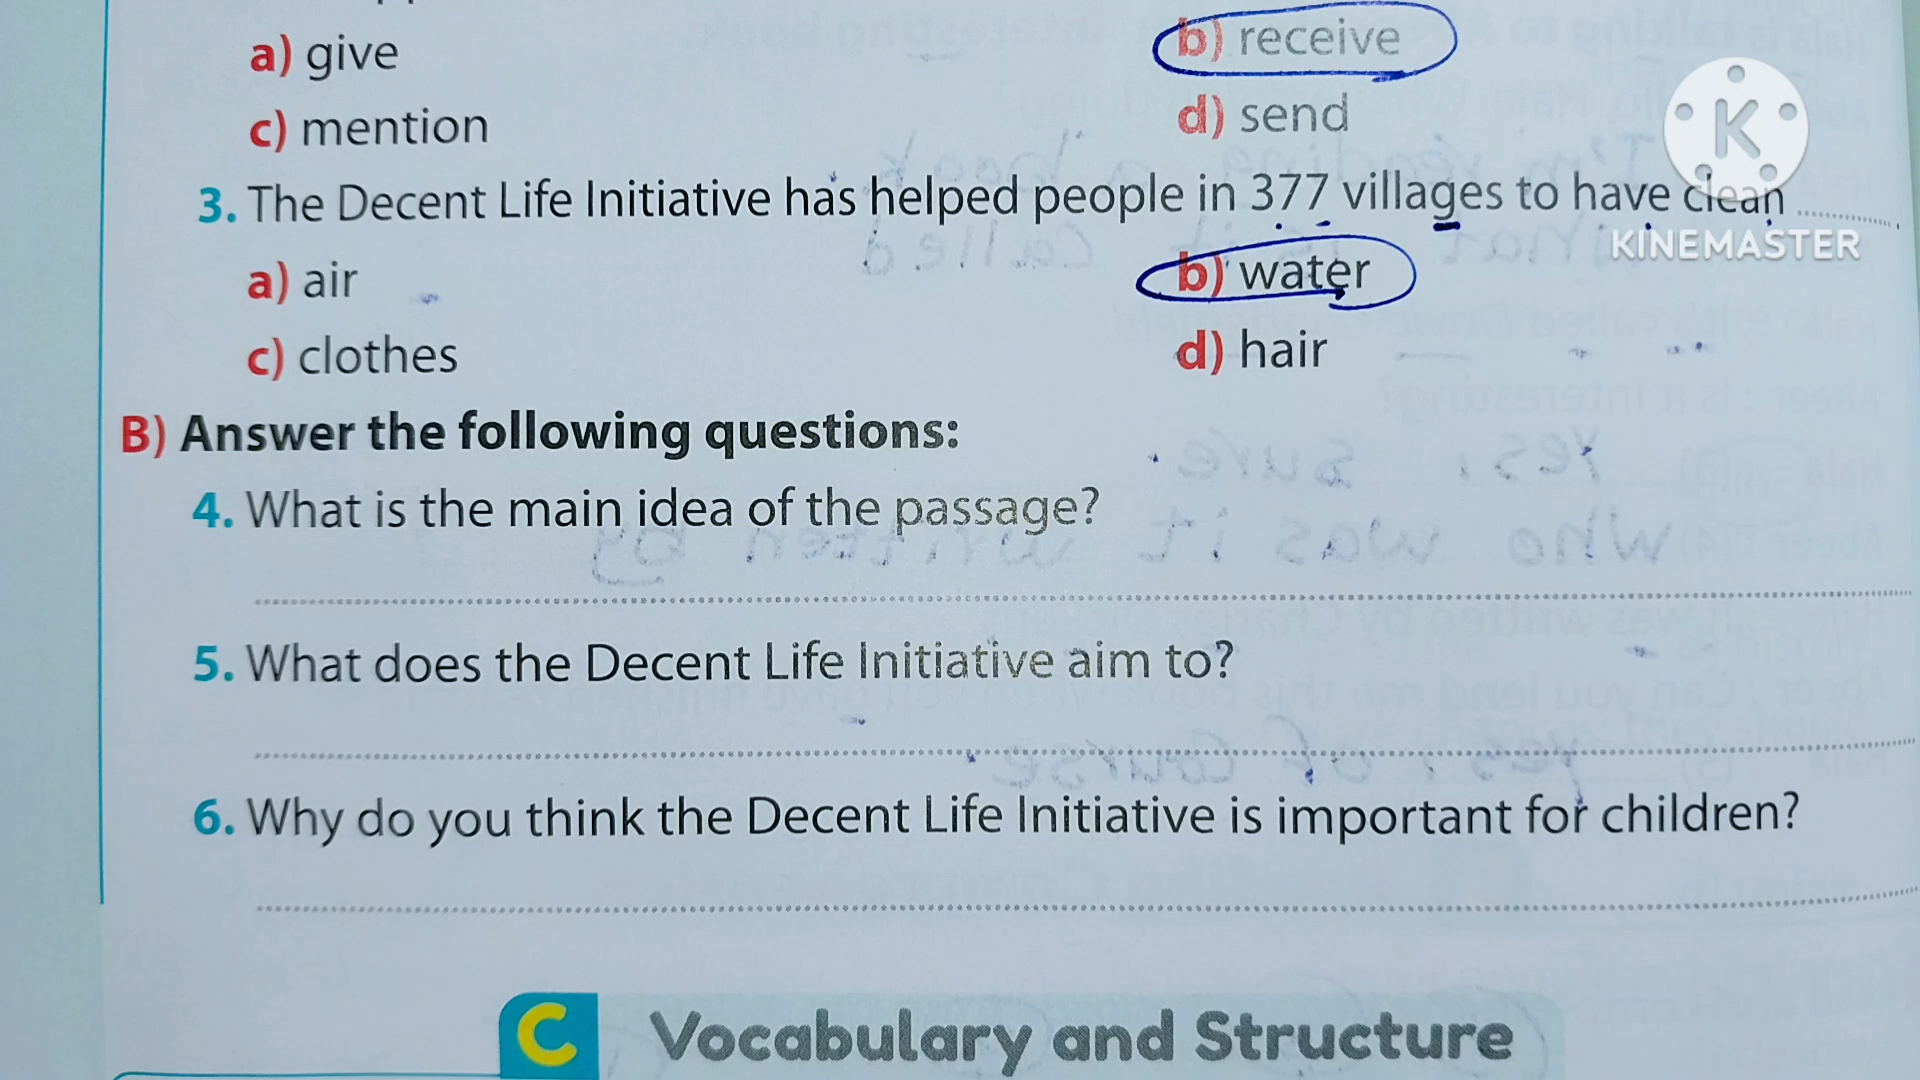 a) give
b) receive
c) mention
d) send
3. The Decent Life Initiative has helped people in 377 villages to have clean ..........
a) air
b) water
c) clothes
d) hair
B) Answer the following questions:
4. What is the main idea of the passage?
5. What does the Decent Life Initiative aim to?
6. Why do you think the Decent Life Initiative is important for children?
C Vocabulary and Structure
K
KINEMASTER